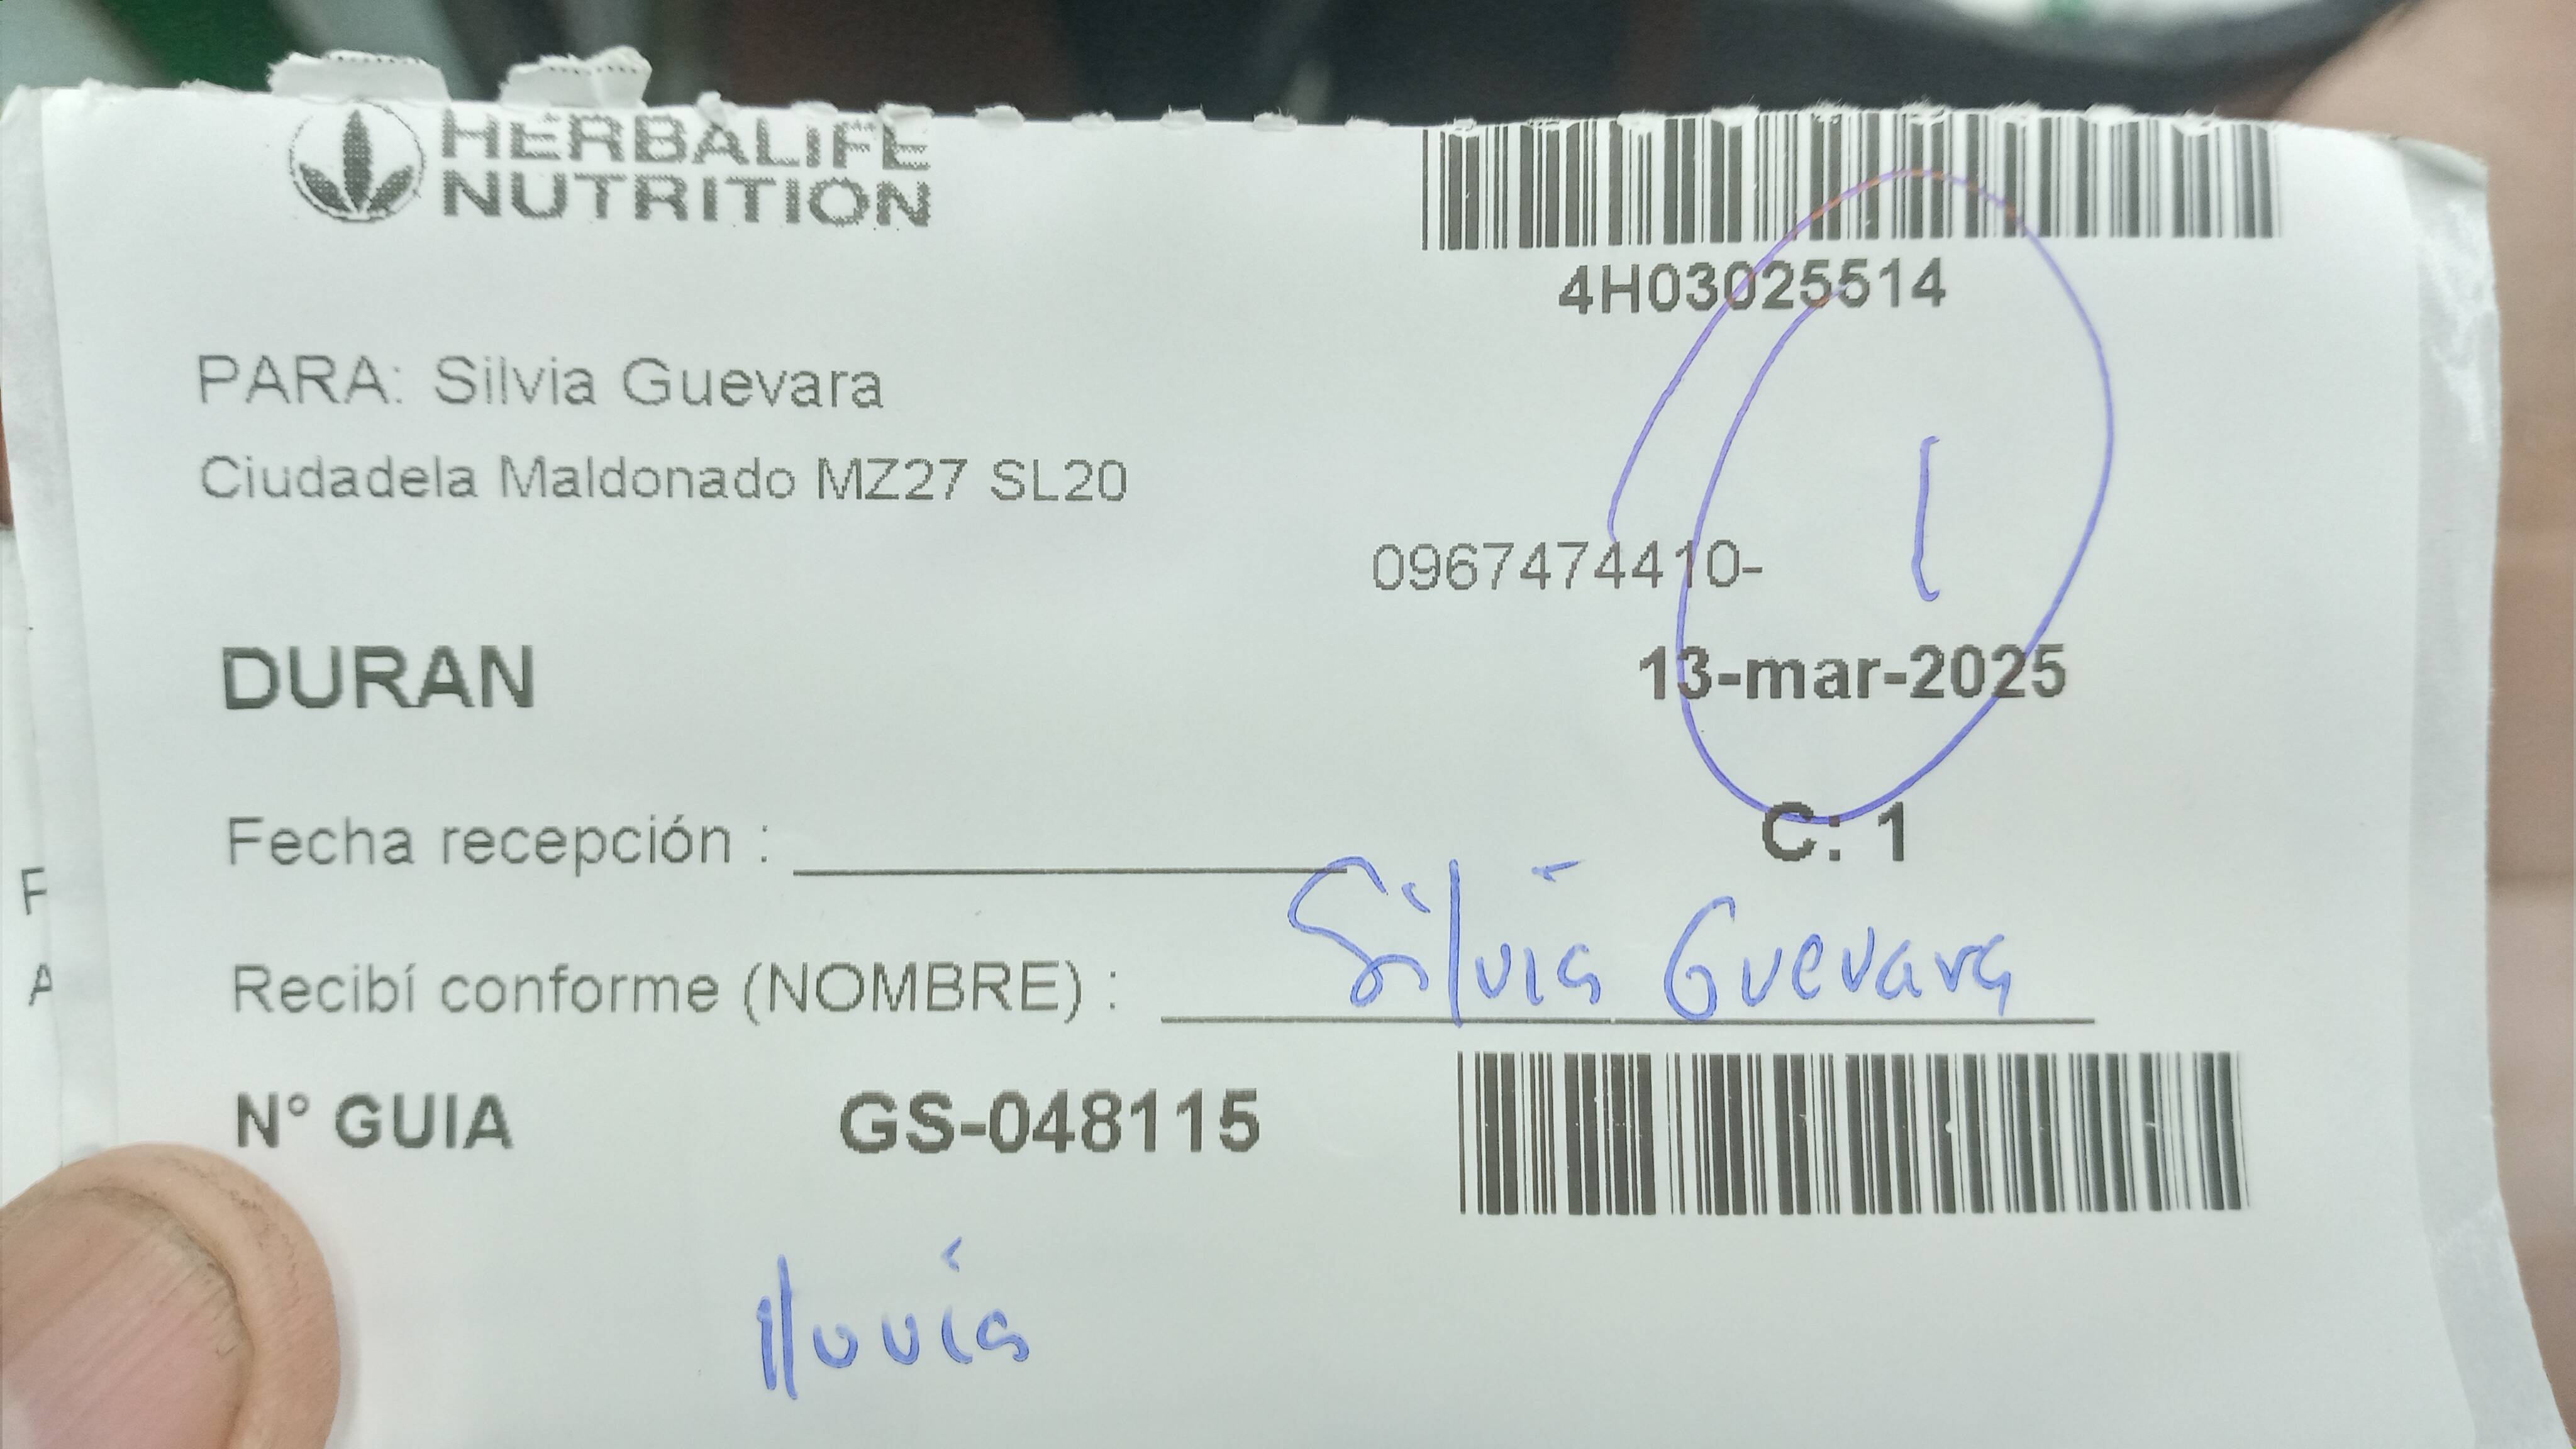 HERBALIFE
NUTRITION
4H03025514
PARA: Silvia Guevara
Ciudadela Maldonado MZ27 SL20
0967474410-
1
DURAN
13-mar-2025
Fecha recepción :
C: 1
Recibí conforme (NOMBRE) : Silvia Guevara
N° GUIA GS-048115
lluvia
F
A